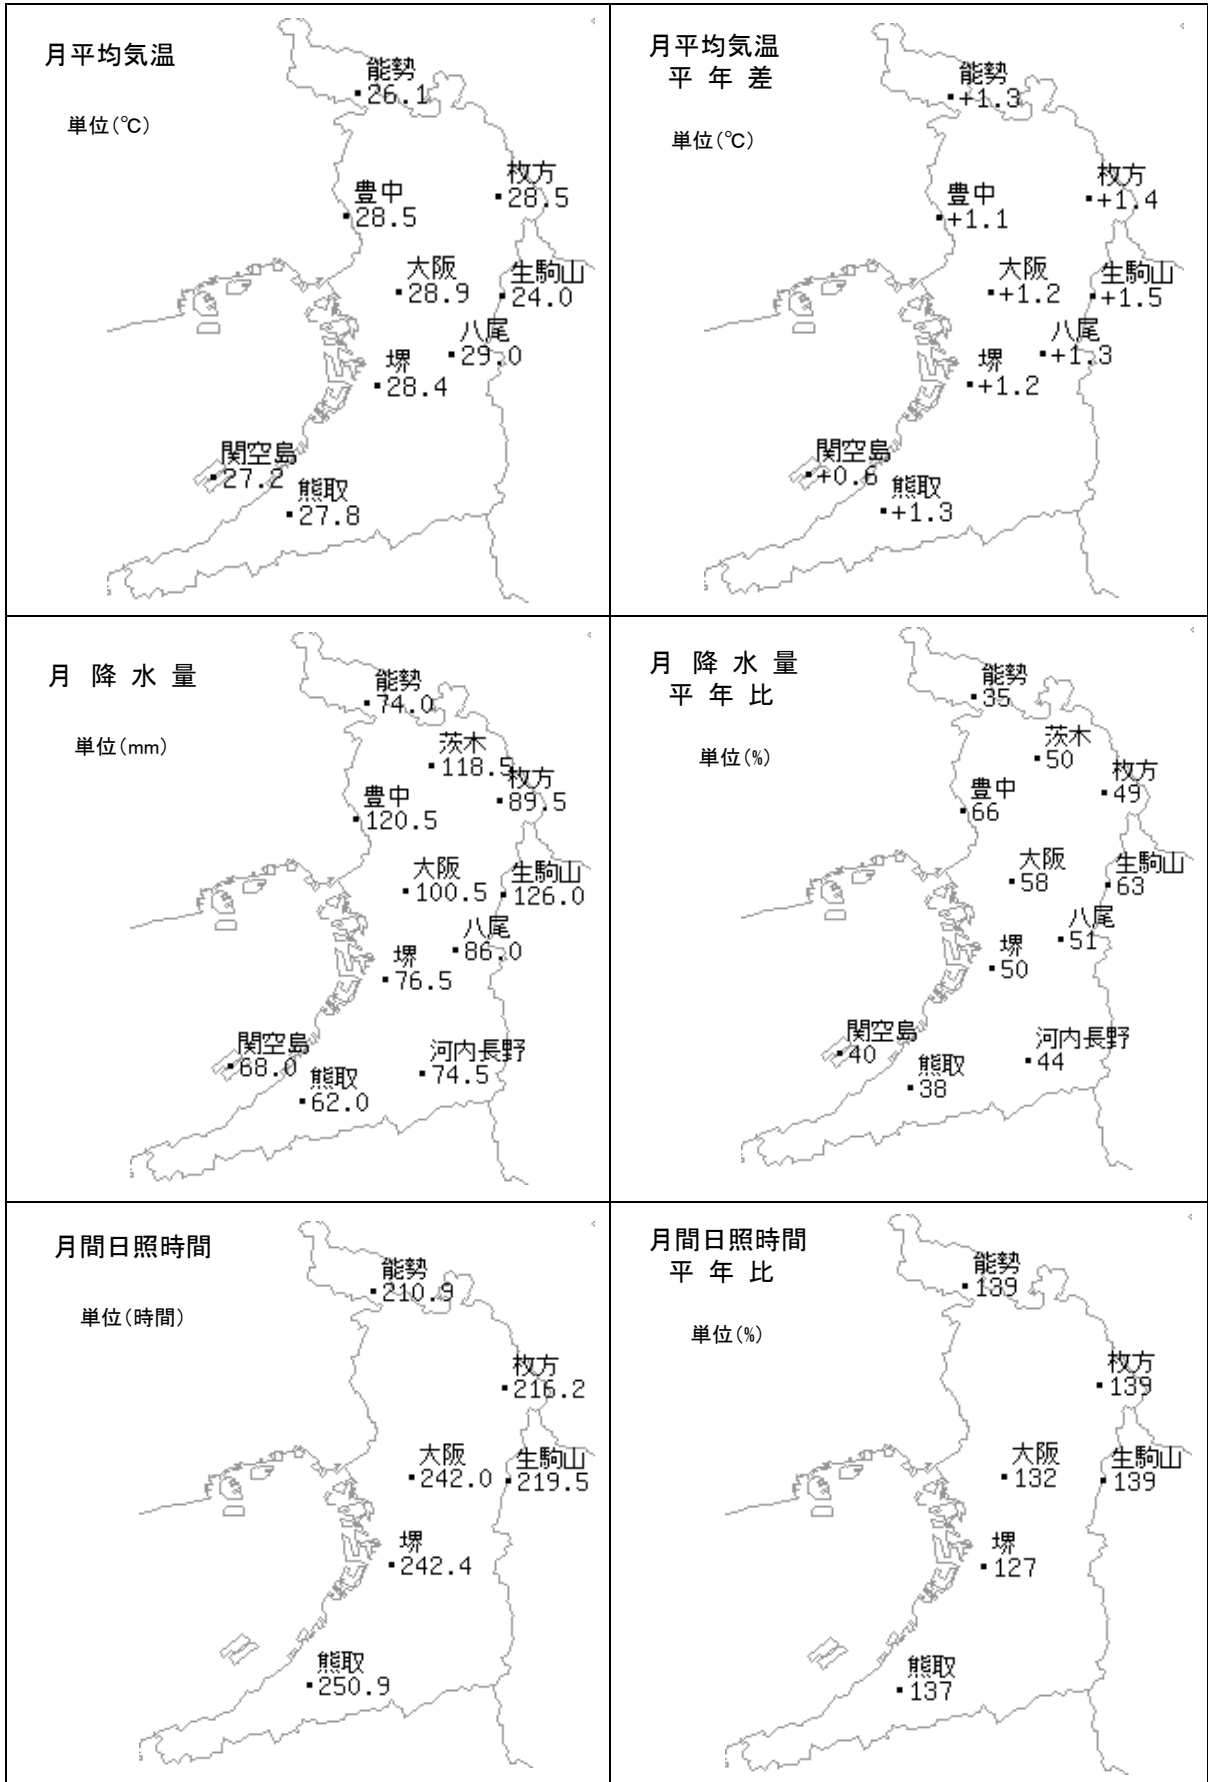 月平均気温
単位(℃)
能勢
26.1
枚方
28.5
豊中
28.5
大阪
28.9
生駒山
24.0
八尾
29.0
堺
28.4
関空島
27.2
熊取
27.8
月平均気温
平 年 差
単位(℃)
能勢
+1.3
枚方
+1.4
豊中
+1.1
大阪
+1.2
生駒山
+1.5
八尾
+1.3
堺
+1.2
関空島
+0.6
熊取
+1.3
月 降 水 量
単位(mm)
能勢
74.0
茨木
118.5
枚方
89.5
豊中
120.5
大阪
100.5
生駒山
126.0
八尾
86.0
堺
76.5
関空島
68.0
河内長野
74.5
熊取
62.0
月 降 水 量
平 年 比
単位(%)
能勢
35
茨木
50
枚方
49
豊中
66
大阪
58
生駒山
63
八尾
51
堺
50
関空島
40
河内長野
44
熊取
38
月間日照時間
単位(時間)
能勢
210.9
枚方
216.2
大阪
242.0
生駒山
219.5
堺
242.4
熊取
250.9
月間日照時間
平 年 比
単位(%)
能勢
139
枚方
139
大阪
132
生駒山
139
堺
127
熊取
137